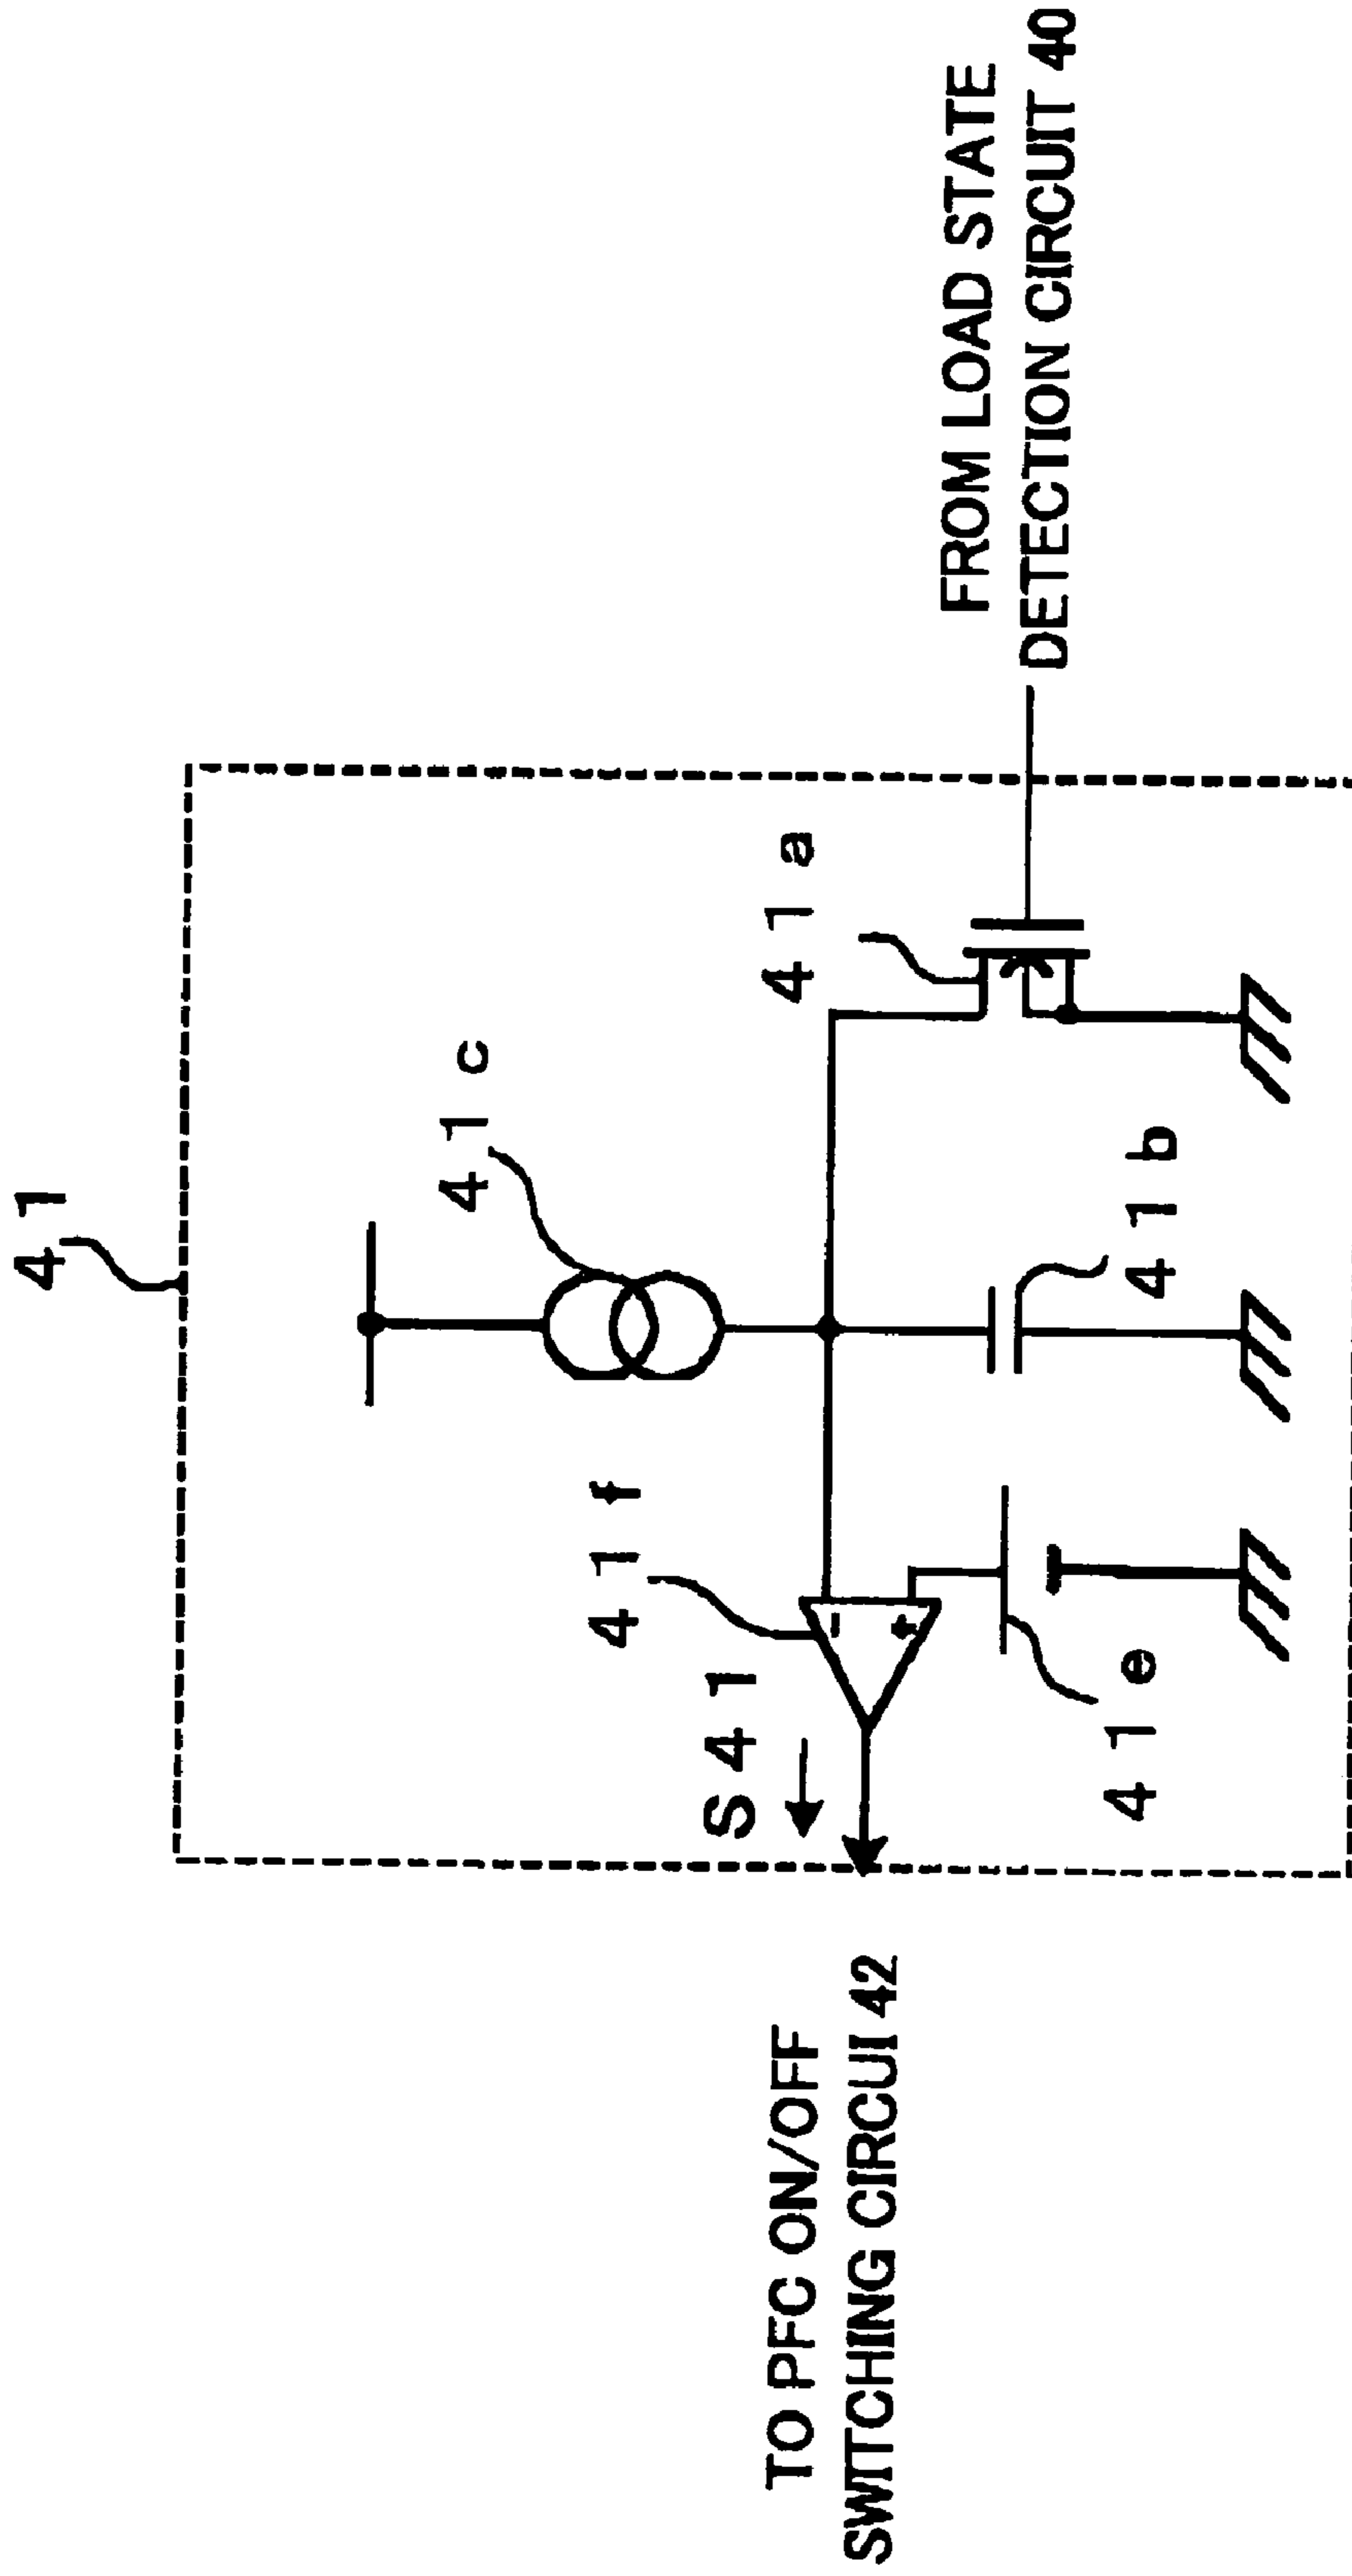 41
41c
41f
41a
S41
41e
41b
-
+
TO PFC ON/OFF
SWITCHING CIRCUI 42
FROM LOAD STATE
DETECTION CIRCUIT 40